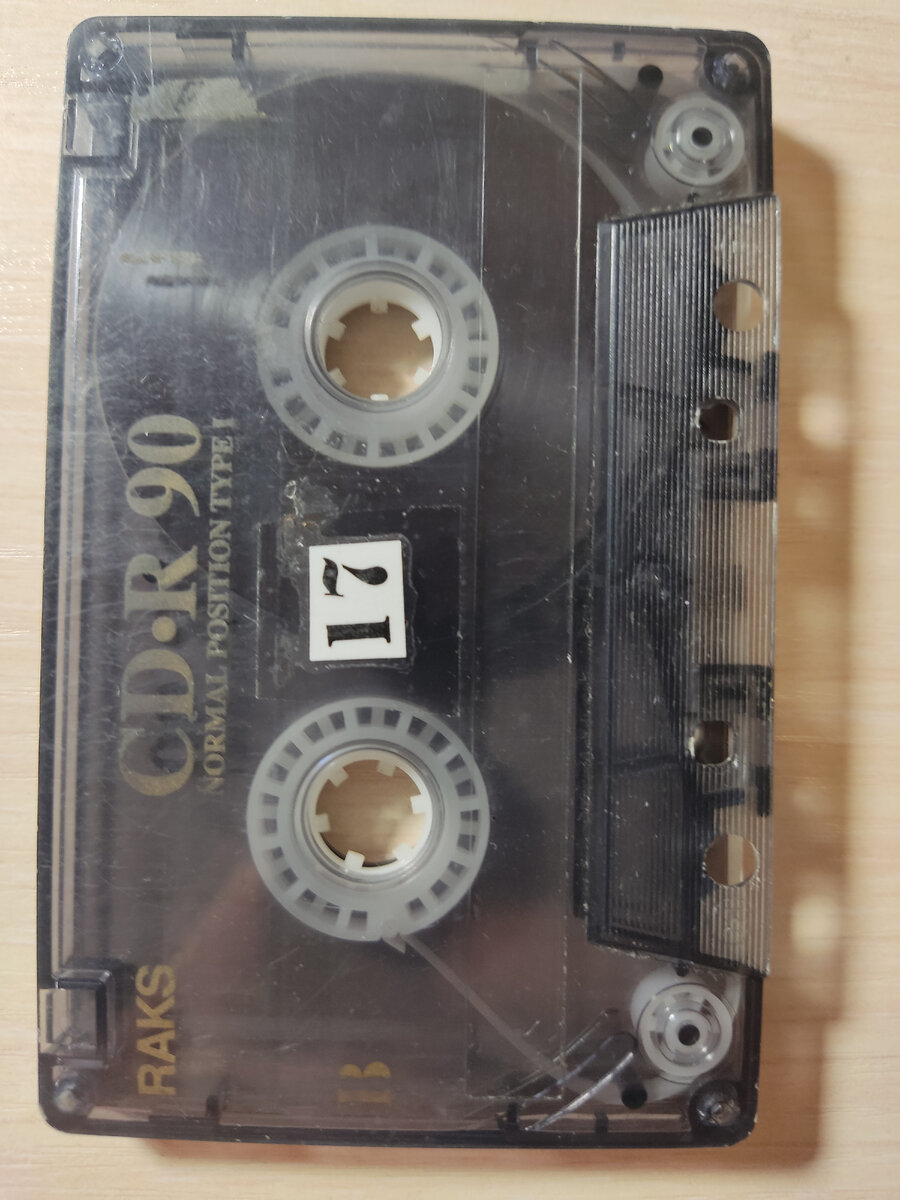 RAKS
CD•R 90
NORMAL POSITION TYPE I
B
17